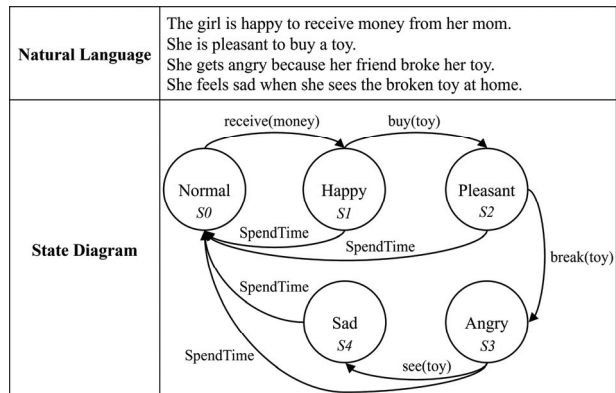 Natural Language
The girl is happy to receive money from her mom.
She is pleasant to buy a toy.
She gets angry because her friend broke her toy.
She feels sad when she sees the broken toy at home.
State Diagram
receive(money)
buy(toy)
Normal
S0
Happy
S1
Pleasant
S2
SpendTime
SpendTime
break(toy)
SpendTime
Sad
S4
Angry
S3
SpendTime
see(toy)